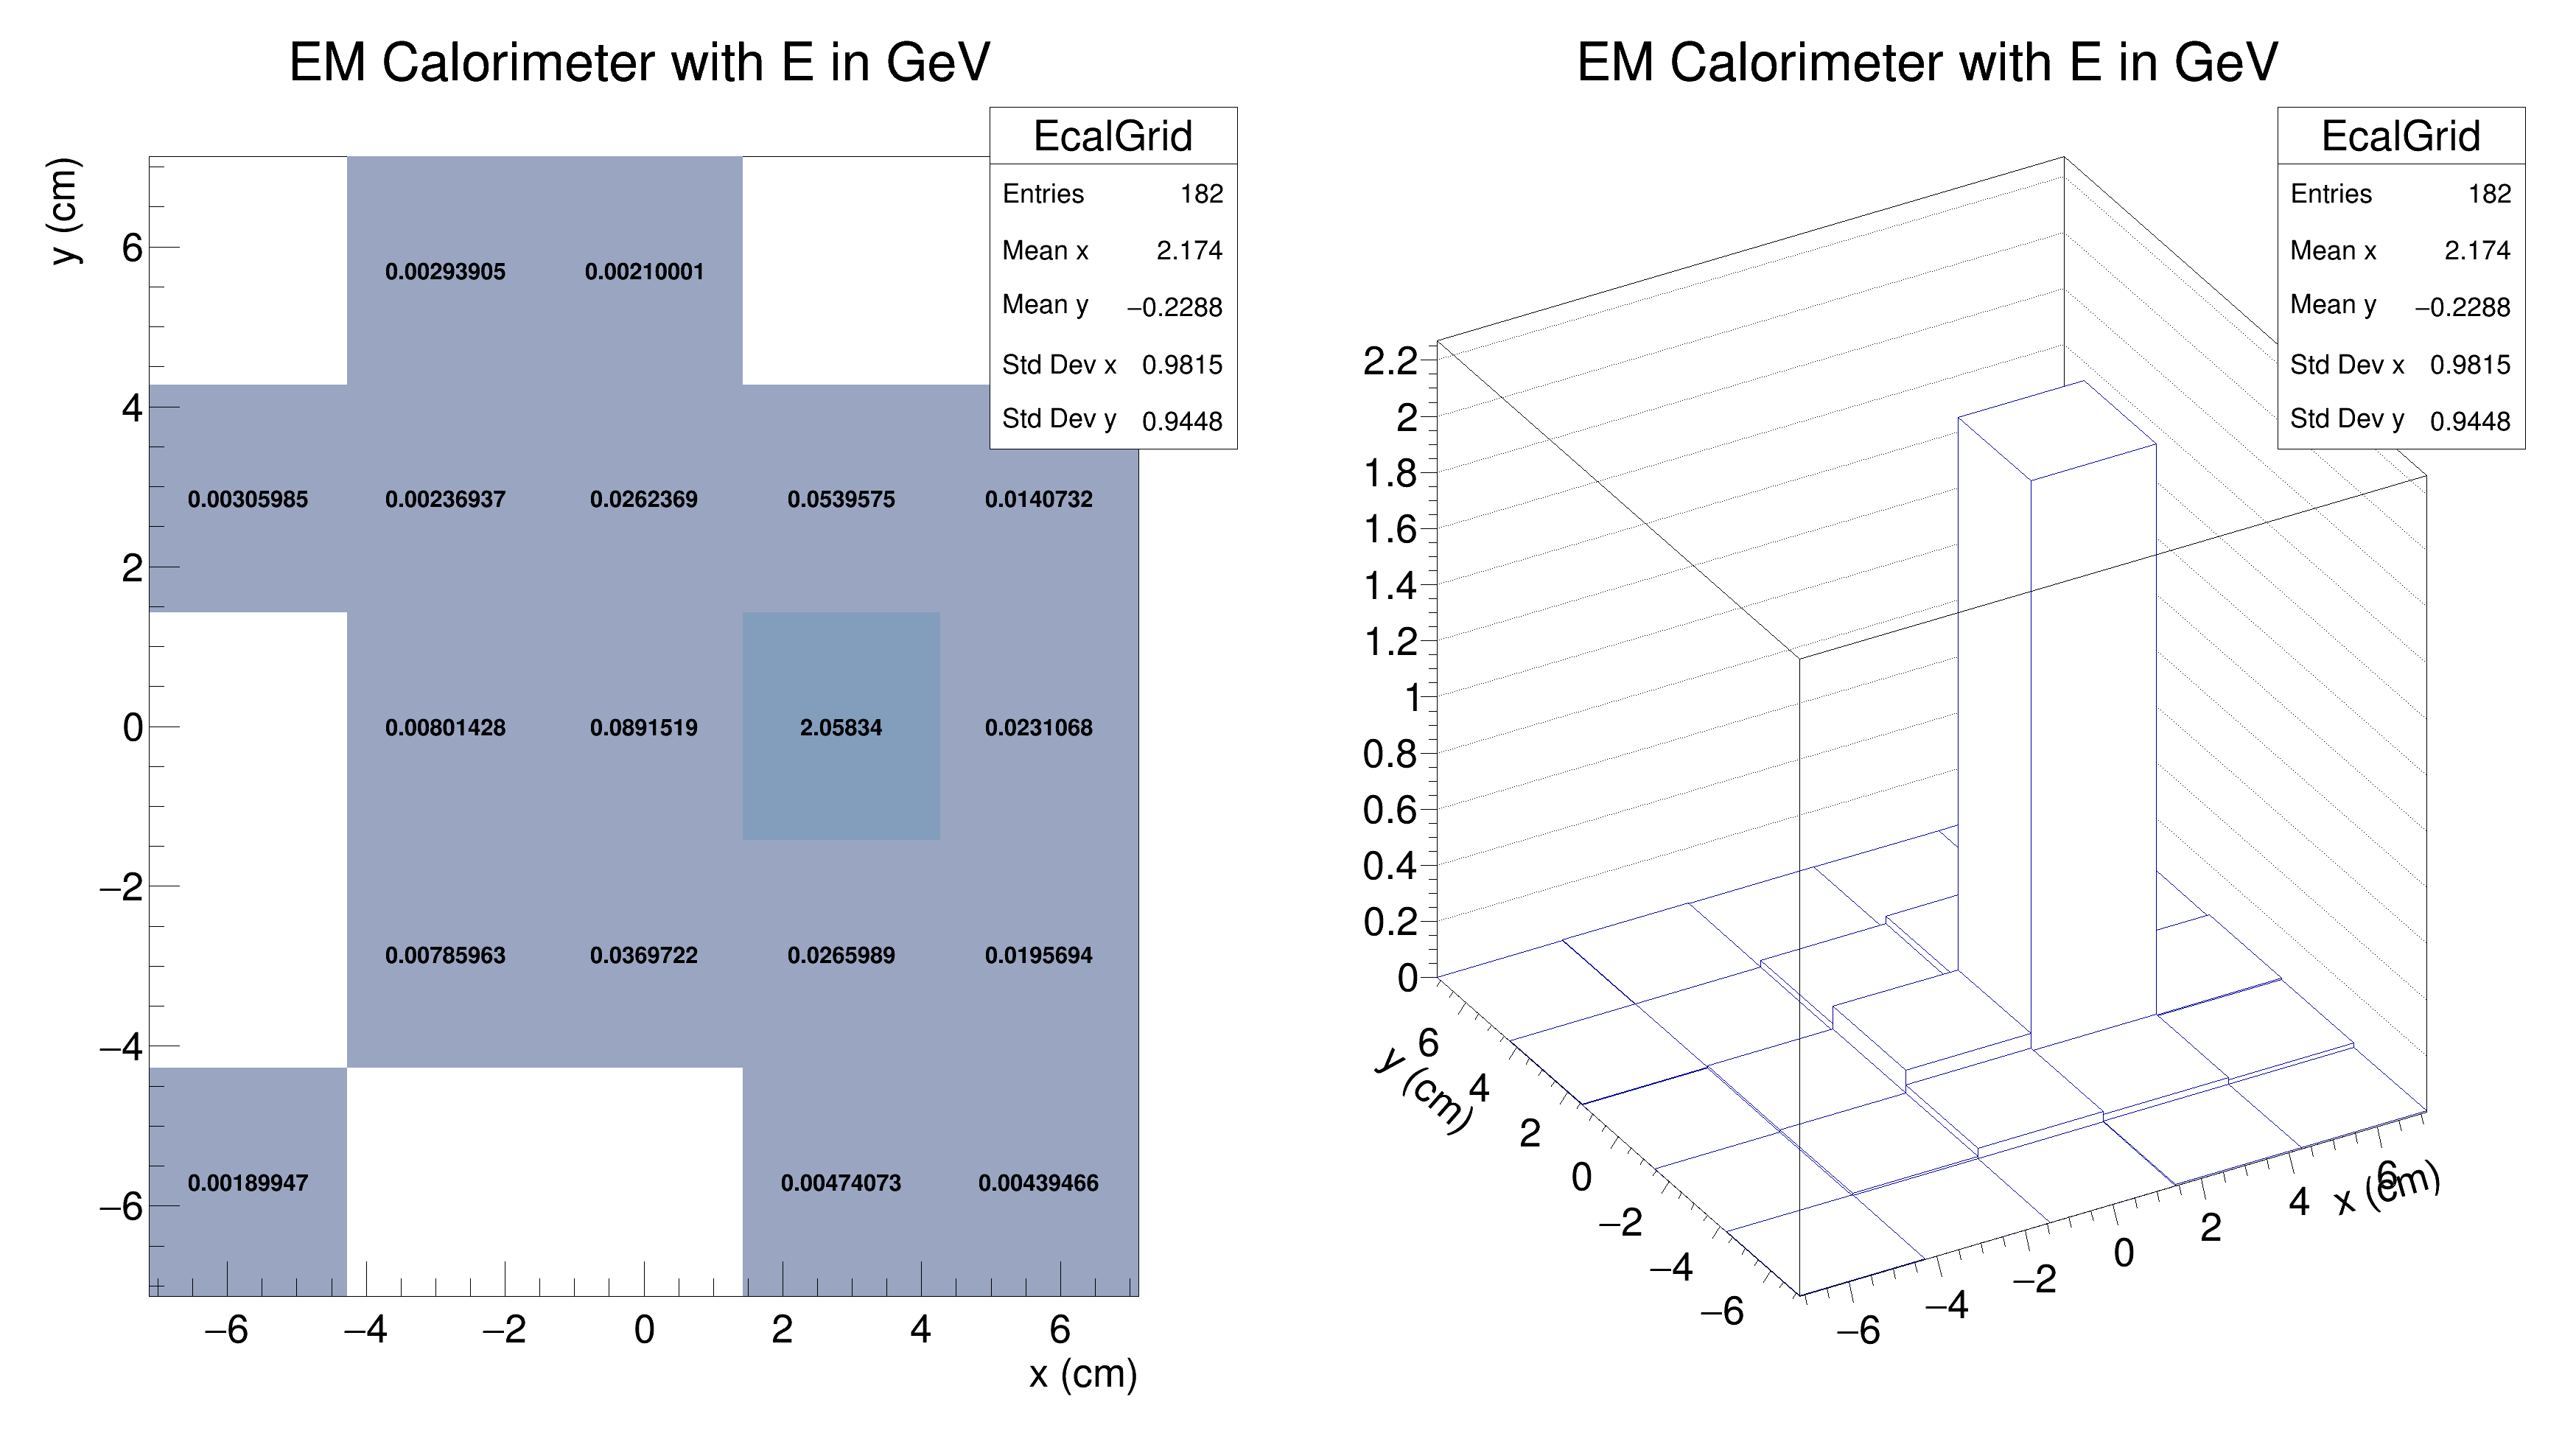 EM Calorimeter with E in GeV
EcalGrid
Entries 182
Mean x 2.174
Mean y −0.2288
Std Dev x 0.9815
Std Dev y 0.9448
y (cm)
6
4
2
0
−2
−4
−6
0.00293905 0.00210001
0.00305985 0.00236937 0.0262369 0.0539575 0.0140732
0.00801428 0.0891519 2.05834 0.0231068
0.00785963 0.0369722 0.0265989 0.0195694
0.00189947 0.00474073 0.00439466
−6 −4 −2 0 2 4 6
x (cm)
EM Calorimeter with E in GeV
EcalGrid
Entries 182
Mean x 2.174
Mean y −0.2288
Std Dev x 0.9815
Std Dev y 0.9448
2.2
2
1.8
1.6
1.4
1.2
1
0.8
0.6
0.4
0.2
0
y (cm)
6
4
2
0
−2
−4
−6
−6 −4 −2 0 2 4 6
x (cm)